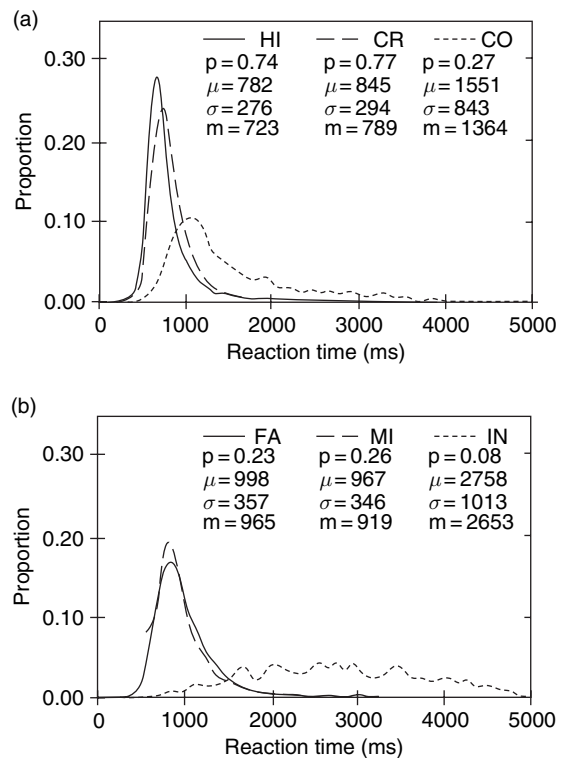 (a)
HI CR CO
p = 0.74 p = 0.77 p = 0.27
μ = 782 μ = 845 μ = 1551
σ = 276 σ = 294 σ = 843
m = 723 m = 789 m = 1364
0.30
0.20
0.10
0.00
Proportion
0 1000 2000 3000 4000 5000
Reaction time (ms)
(b)
FA MI IN
p = 0.23 p = 0.26 p = 0.08
μ = 998 μ = 967 μ = 2758
σ = 357 σ = 346 σ = 1013
m = 965 m = 919 m = 2653
0.30
0.20
0.10
0.00
Proportion
0 1000 2000 3000 4000 5000
Reaction time (ms)